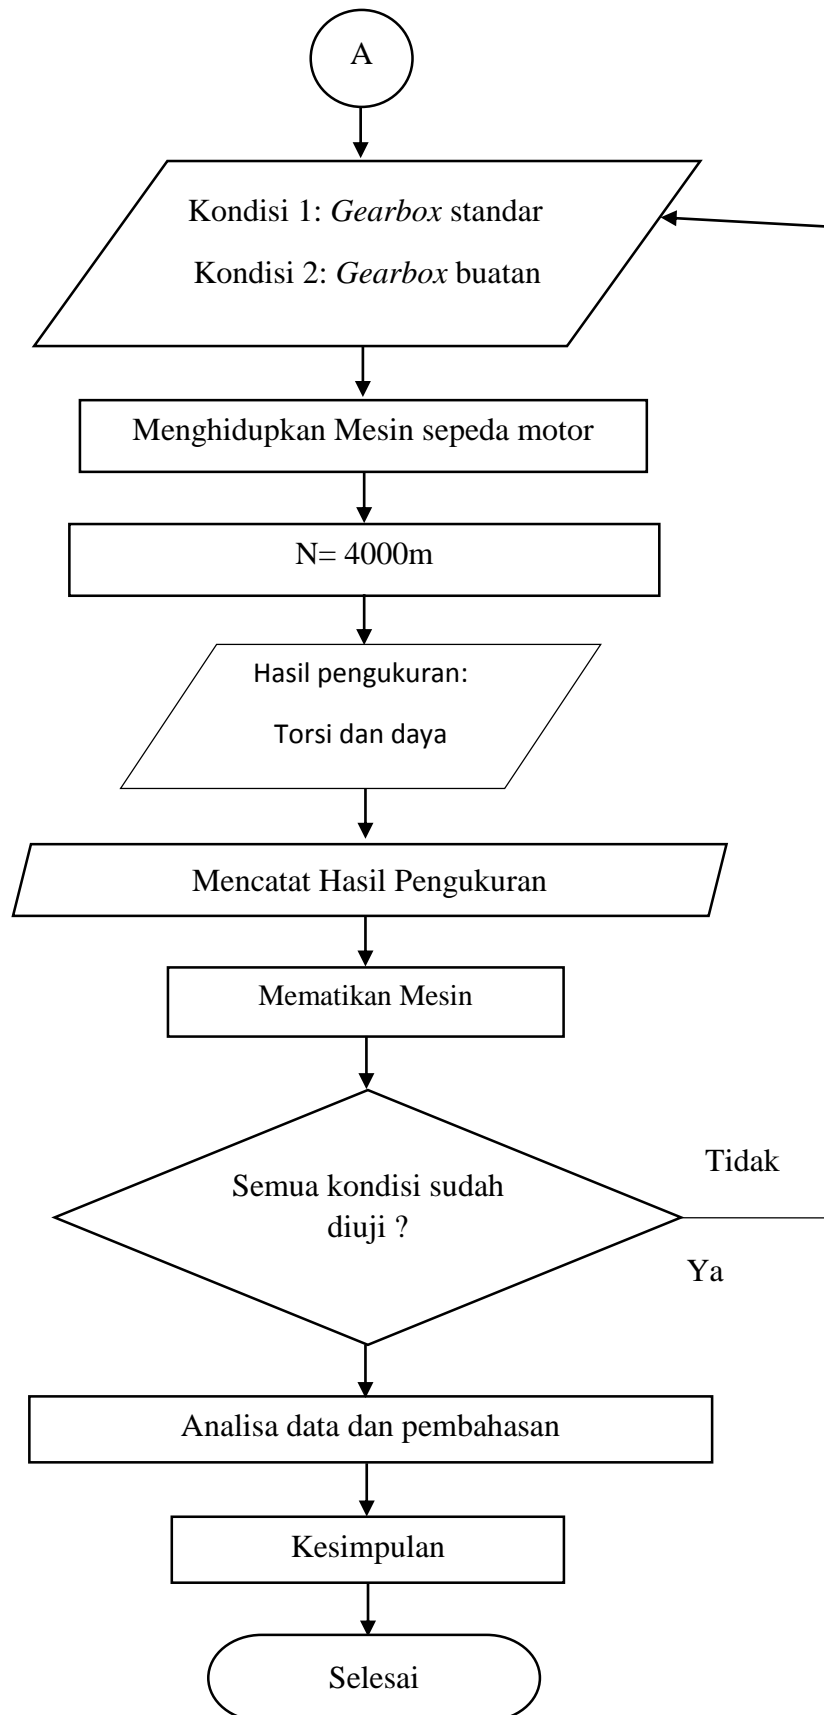 A
Kondisi 1: Gearbox standar
Kondisi 2: Gearbox buatan
Menghidupkan Mesin sepeda motor
N= 4000m
Hasil pengukuran:
Torsi dan daya
Mencatat Hasil Pengukuran
Mematikan Mesin
Semua kondisi sudah
diuji ?
Tidak
Ya
Analisa data dan pembahasan
Kesimpulan
Selesai